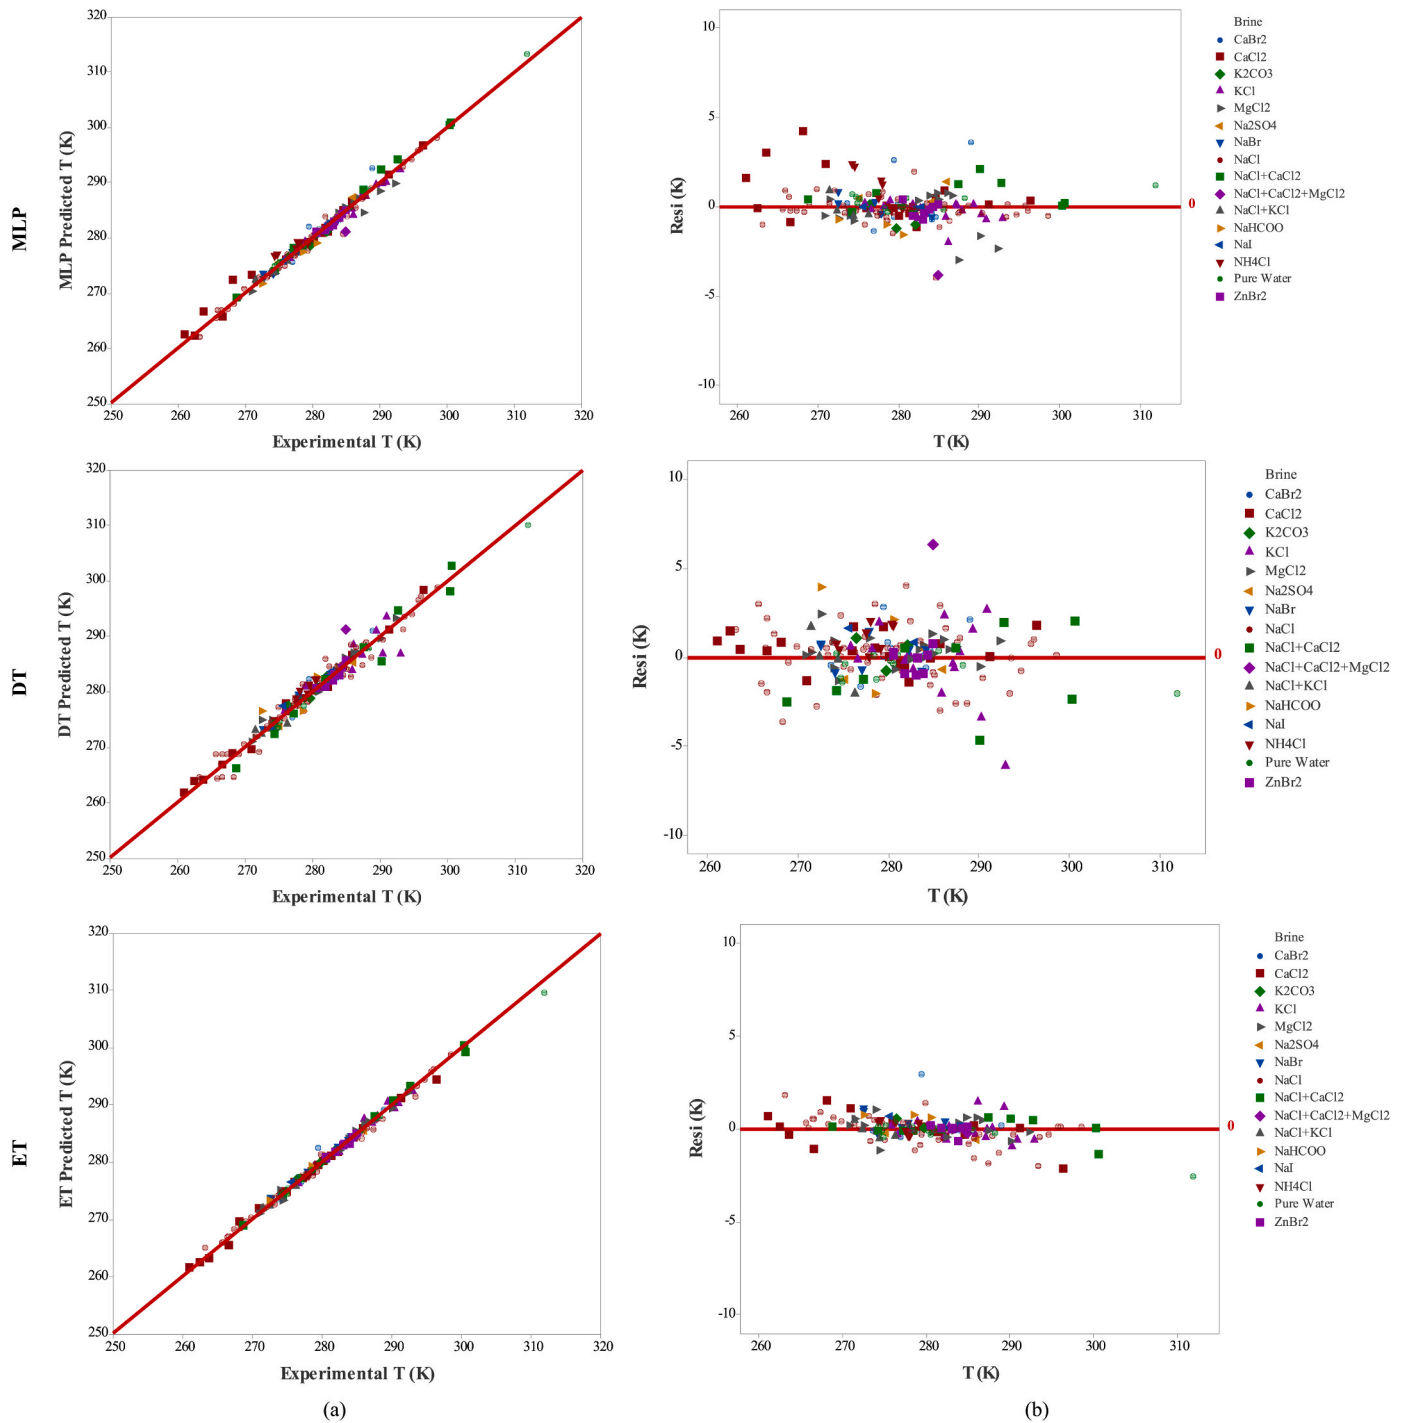 MLP
MLP Predicted T (K)
320
310
300
290
280
270
260
250
250 260 270 280 290 300 310 320
Experimental T (K)
Resi (K)
10
5
0
-5
-10
0
260 270 280 290 300 310
T (K)
Brine
CaBr2
CaCl2
K2CO3
KCl
MgCl2
Na2SO4
NaBr
NaCl
NaCl+CaCl2
NaCl+CaCl2+MgCl2
NaCl+KCl
NaHCOO
NaI
NH4Cl
Pure Water
ZnBr2
DT
DT Predicted T (K)
320
310
300
290
280
270
260
250
250 260 270 280 290 300 310 320
Experimental T (K)
Resi (K)
10
5
0
-5
-10
0
260 270 280 290 300 310
T (K)
Brine
CaBr2
CaCl2
K2CO3
KCl
MgCl2
Na2SO4
NaBr
NaCl
NaCl+CaCl2
NaCl+CaCl2+MgCl2
NaCl+KCl
NaHCOO
NaI
NH4Cl
Pure Water
ZnBr2
ET
ET Predicted T (K)
320
310
300
290
280
270
260
250
250 260 270 280 290 300 310 320
Experimental T (K)
Resi (K)
10
5
0
-5
-10
0
260 270 280 290 300 310
T (K)
Brine
CaBr2
CaCl2
K2CO3
KCl
MgCl2
Na2SO4
NaBr
NaCl
NaCl+CaCl2
NaCl+CaCl2+MgCl2
NaCl+KCl
NaHCOO
NaI
NH4Cl
Pure Water
ZnBr2
(a) (b)